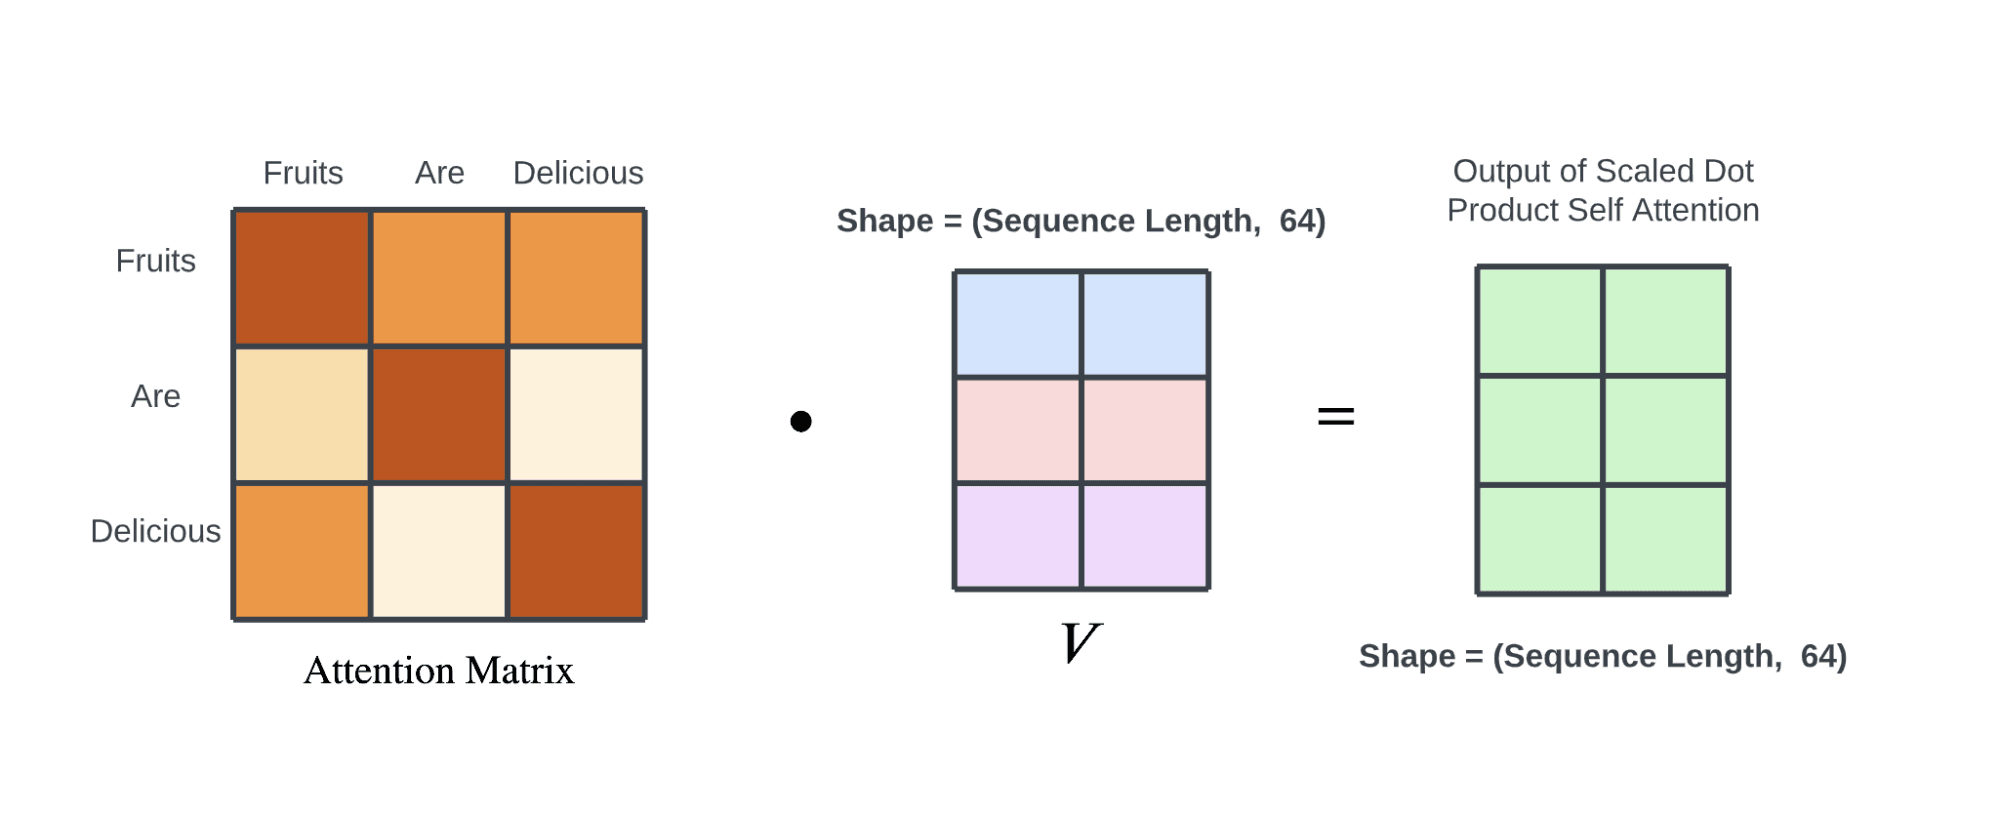 Fruits Are Delicious
Fruits
Are
Delicious
Attention Matrix
•
Shape = (Sequence Length, 64)
V
=
Output of Scaled Dot
Product Self Attention
Shape = (Sequence Length, 64)